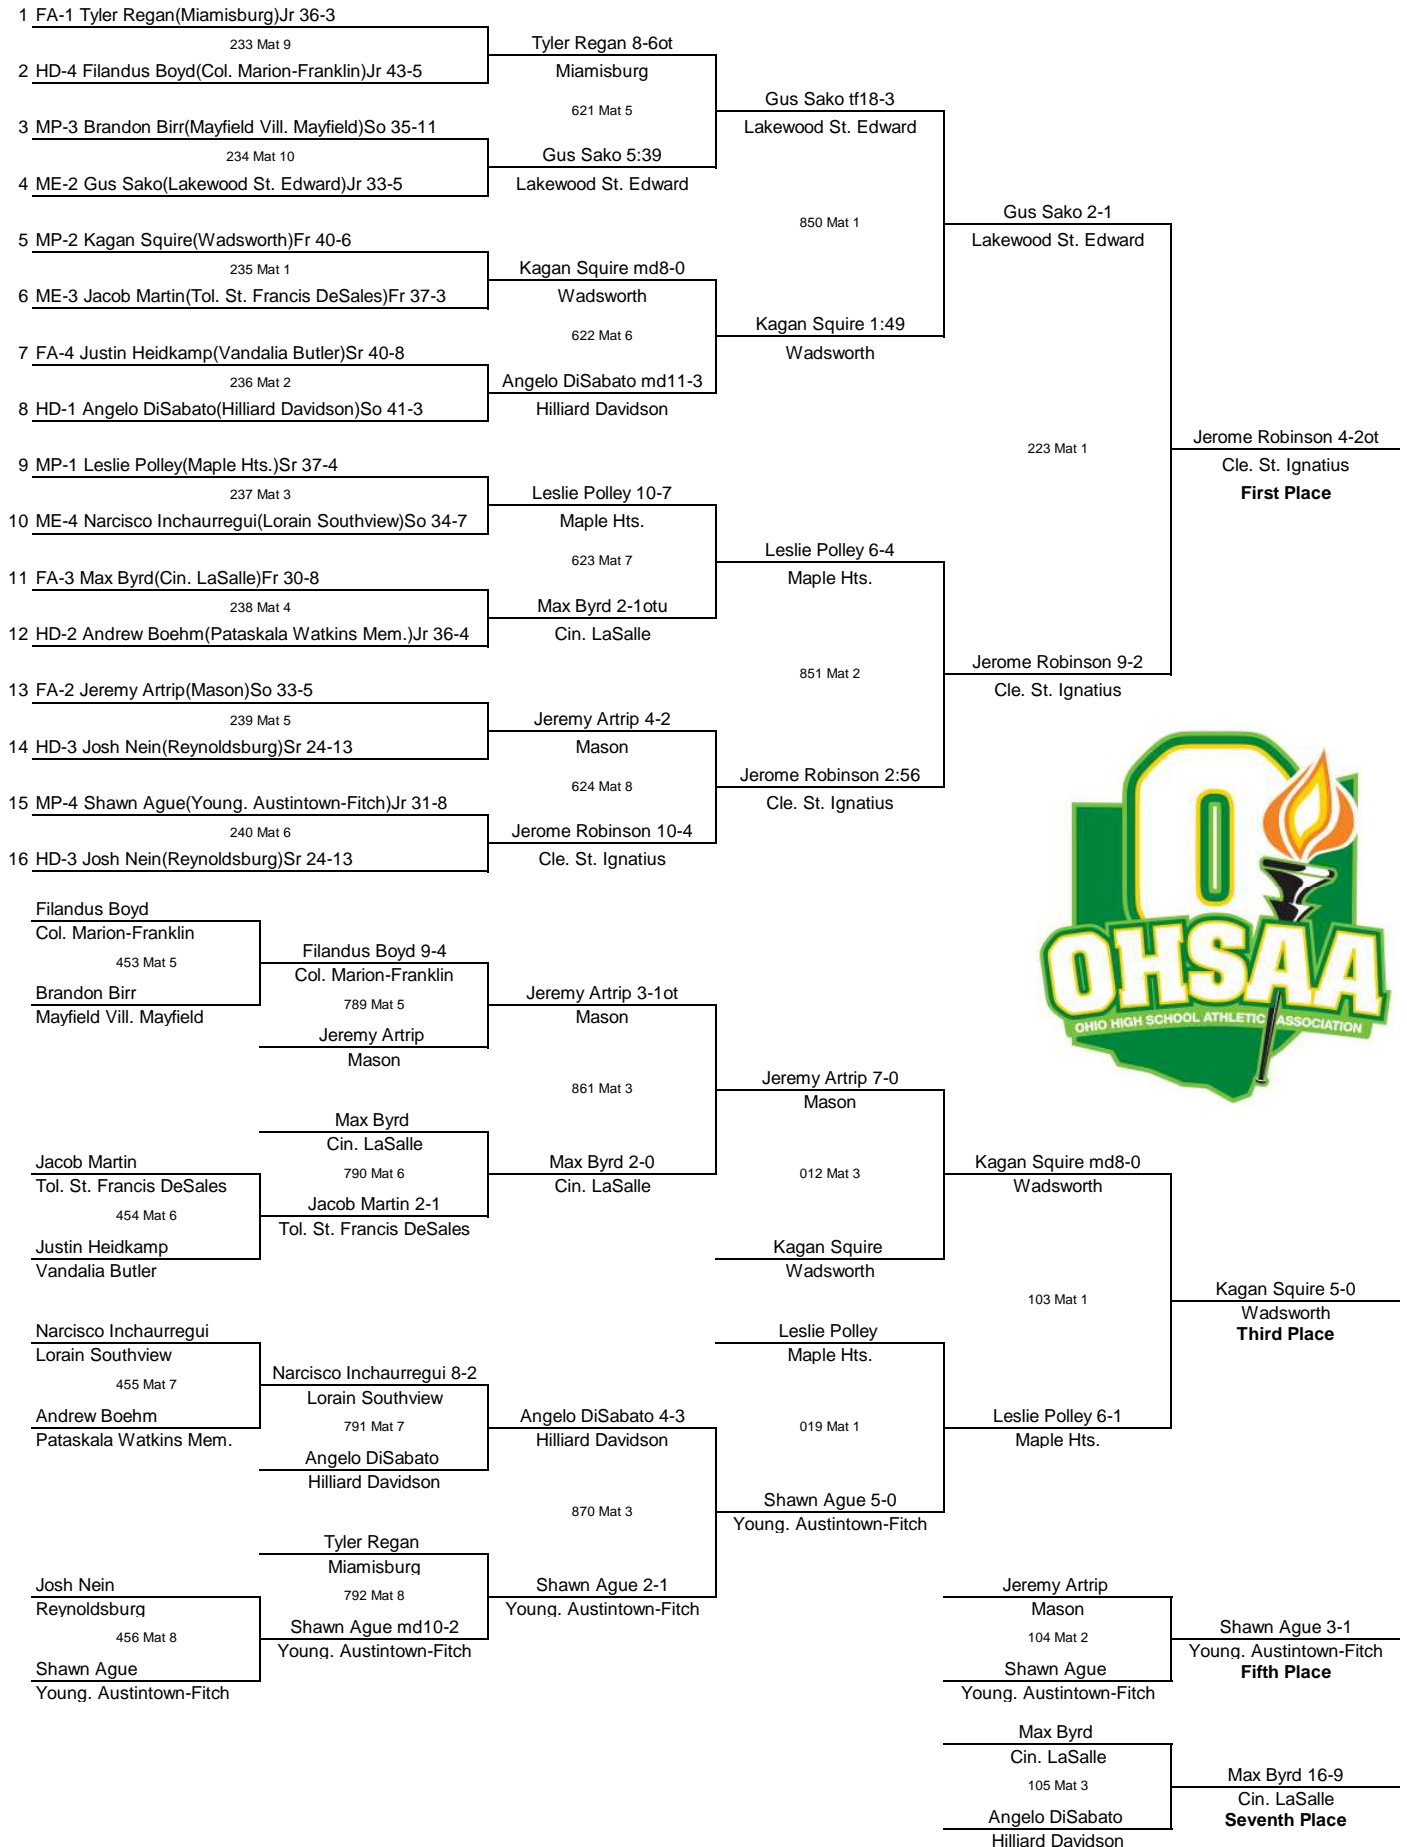 1 FA-1 Tyler Regan(Miamisburg)Jr 36-3
233 Mat 9
2 HD-4 Filandus Boyd(Col. Marion-Franklin)Jr 43-5
3 MP-3 Brandon Birr(Mayfield Vill. Mayfield)So 35-11
234 Mat 10
4 ME-2 Gus Sako(Lakewood St. Edward)Jr 33-5
5 MP-2 Kagan Squire(Wadsworth)Fr 40-6
235 Mat 1
6 ME-3 Jacob Martin(Tol. St. Francis DeSales)Fr 37-3
7 FA-4 Justin Heidkamp(Vandalia Butler)Sr 40-8
236 Mat 2
8 HD-1 Angelo DiSabato(Hilliard Davidson)So 41-3
9 MP-1 Leslie Polley(Maple Hts.)Sr 37-4
237 Mat 3
10 ME-4 Narcisco Inchaurregui(Lorain Southview)So 34-7
11 FA-3 Max Byrd(Cin. LaSalle)Fr 30-8
238 Mat 4
12 HD-2 Andrew Boehm(Pataskala Watkins Mem.)Jr 36-4
13 FA-2 Jeremy Artrip(Mason)So 33-5
239 Mat 5
14 HD-3 Josh Nein(Reynoldsburg)Sr 24-13
15 MP-4 Shawn Ague(Young. Austintown-Fitch)Jr 31-8
240 Mat 6
16 HD-3 Josh Nein(Reynoldsburg)Sr 24-13
Tyler Regan 8-6ot
Miamisburg
621 Mat 5
Gus Sako 5:39
Lakewood St. Edward
Kagan Squire md8-0
Wadsworth
622 Mat 6
Angelo DiSabato md11-3
Hilliard Davidson
Leslie Polley 10-7
Maple Hts.
623 Mat 7
Max Byrd 2-1otu
Cin. LaSalle
Jeremy Artrip 4-2
Mason
624 Mat 8
Jerome Robinson 10-4
Cle. St. Ignatius
Gus Sako tf18-3
Lakewood St. Edward
850 Mat 1
Kagan Squire 1:49
Wadsworth
Leslie Polley 6-4
Maple Hts.
851 Mat 2
Jerome Robinson 2:56
Cle. St. Ignatius
Gus Sako 2-1
Lakewood St. Edward
223 Mat 1
Jerome Robinson 9-2
Cle. St. Ignatius
Jerome Robinson 4-2ot
Cle. St. Ignatius
First Place
O
OHSAA
OHIO HIGH SCHOOL ATHLETIC ASSOCIATION
Filandus Boyd
Col. Marion-Franklin
453 Mat 5
Brandon Birr
Mayfield Vill. Mayfield
Jacob Martin
Tol. St. Francis DeSales
454 Mat 6
Justin Heidkamp
Vandalia Butler
Narcisco Inchaurregui
Lorain Southview
455 Mat 7
Andrew Boehm
Pataskala Watkins Mem.
Josh Nein
Reynoldsburg
456 Mat 8
Shawn Ague
Young. Austintown-Fitch
Filandus Boyd 9-4
Col. Marion-Franklin
789 Mat 5
Jeremy Artrip
Mason
Max Byrd
Cin. LaSalle
790 Mat 6
Jacob Martin 2-1
Tol. St. Francis DeSales
Narcisco Inchaurregui 8-2
Lorain Southview
791 Mat 7
Angelo DiSabato
Hilliard Davidson
Tyler Regan
Miamisburg
792 Mat 8
Shawn Ague md10-2
Young. Austintown-Fitch
Jeremy Artrip 3-1ot
Mason
861 Mat 3
Max Byrd 2-0
Cin. LaSalle
Angelo DiSabato 4-3
Hilliard Davidson
870 Mat 3
Shawn Ague 2-1
Young. Austintown-Fitch
Jeremy Artrip 7-0
Mason
012 Mat 3
Kagan Squire
Wadsworth
Leslie Polley
Maple Hts.
019 Mat 1
Shawn Ague 5-0
Young. Austintown-Fitch
Kagan Squire md8-0
Wadsworth
103 Mat 1
Leslie Polley 6-1
Maple Hts.
Kagan Squire 5-0
Wadsworth
Third Place
Jeremy Artrip
Mason
104 Mat 2
Shawn Ague
Young. Austintown-Fitch
Shawn Ague 3-1
Young. Austintown-Fitch
Fifth Place
Max Byrd
Cin. LaSalle
105 Mat 3
Angelo DiSabato
Hilliard Davidson
Max Byrd 16-9
Cin. LaSalle
Seventh Place